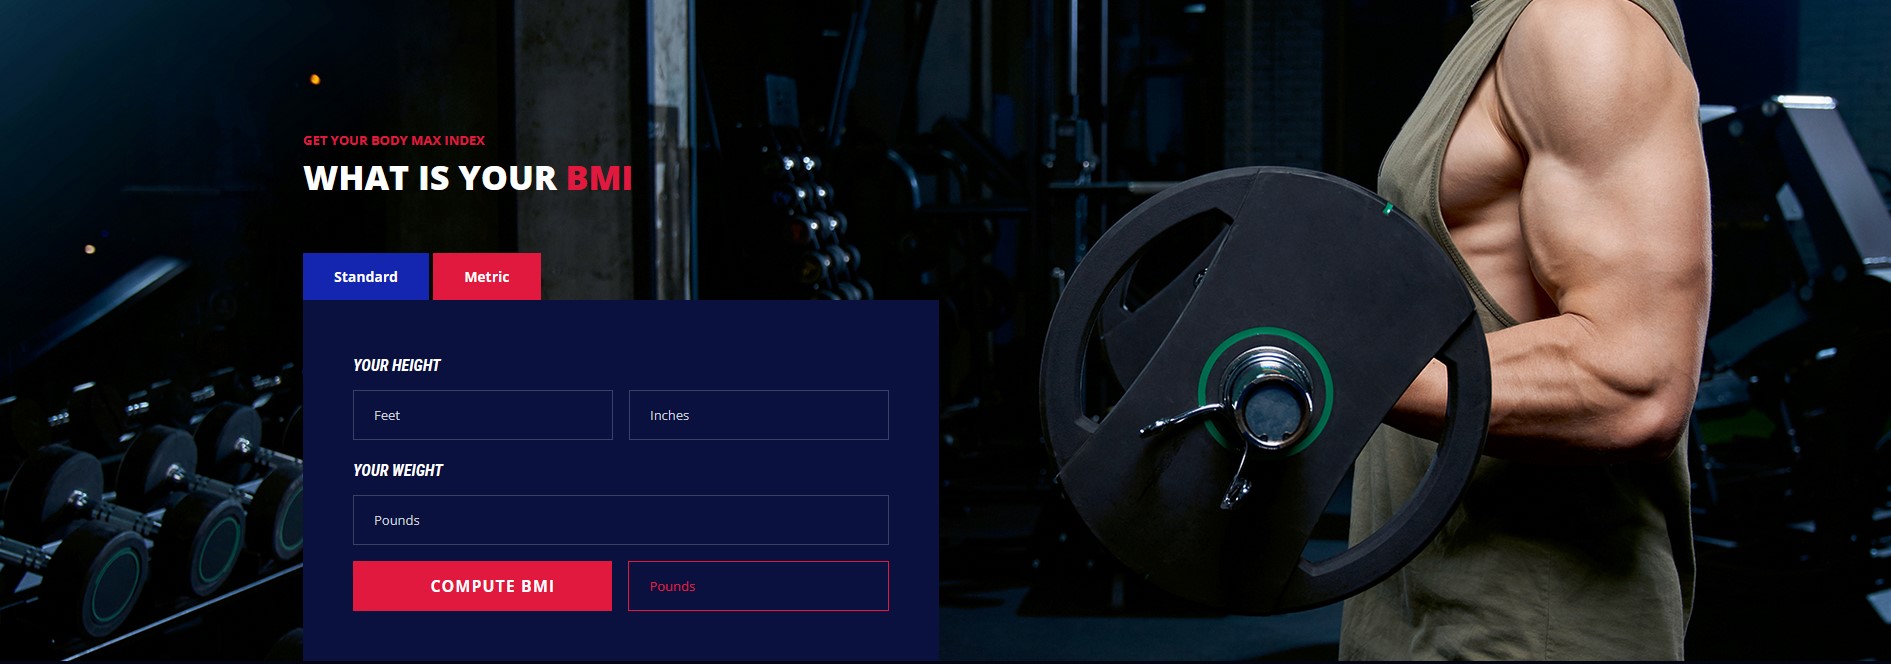 GET YOUR BODY MAX INDEX
WHAT IS YOUR BMI
Standard Metric
YOUR HEIGHT
Feet Inches
YOUR WEIGHT
Pounds
COMPUTE BMI Pounds